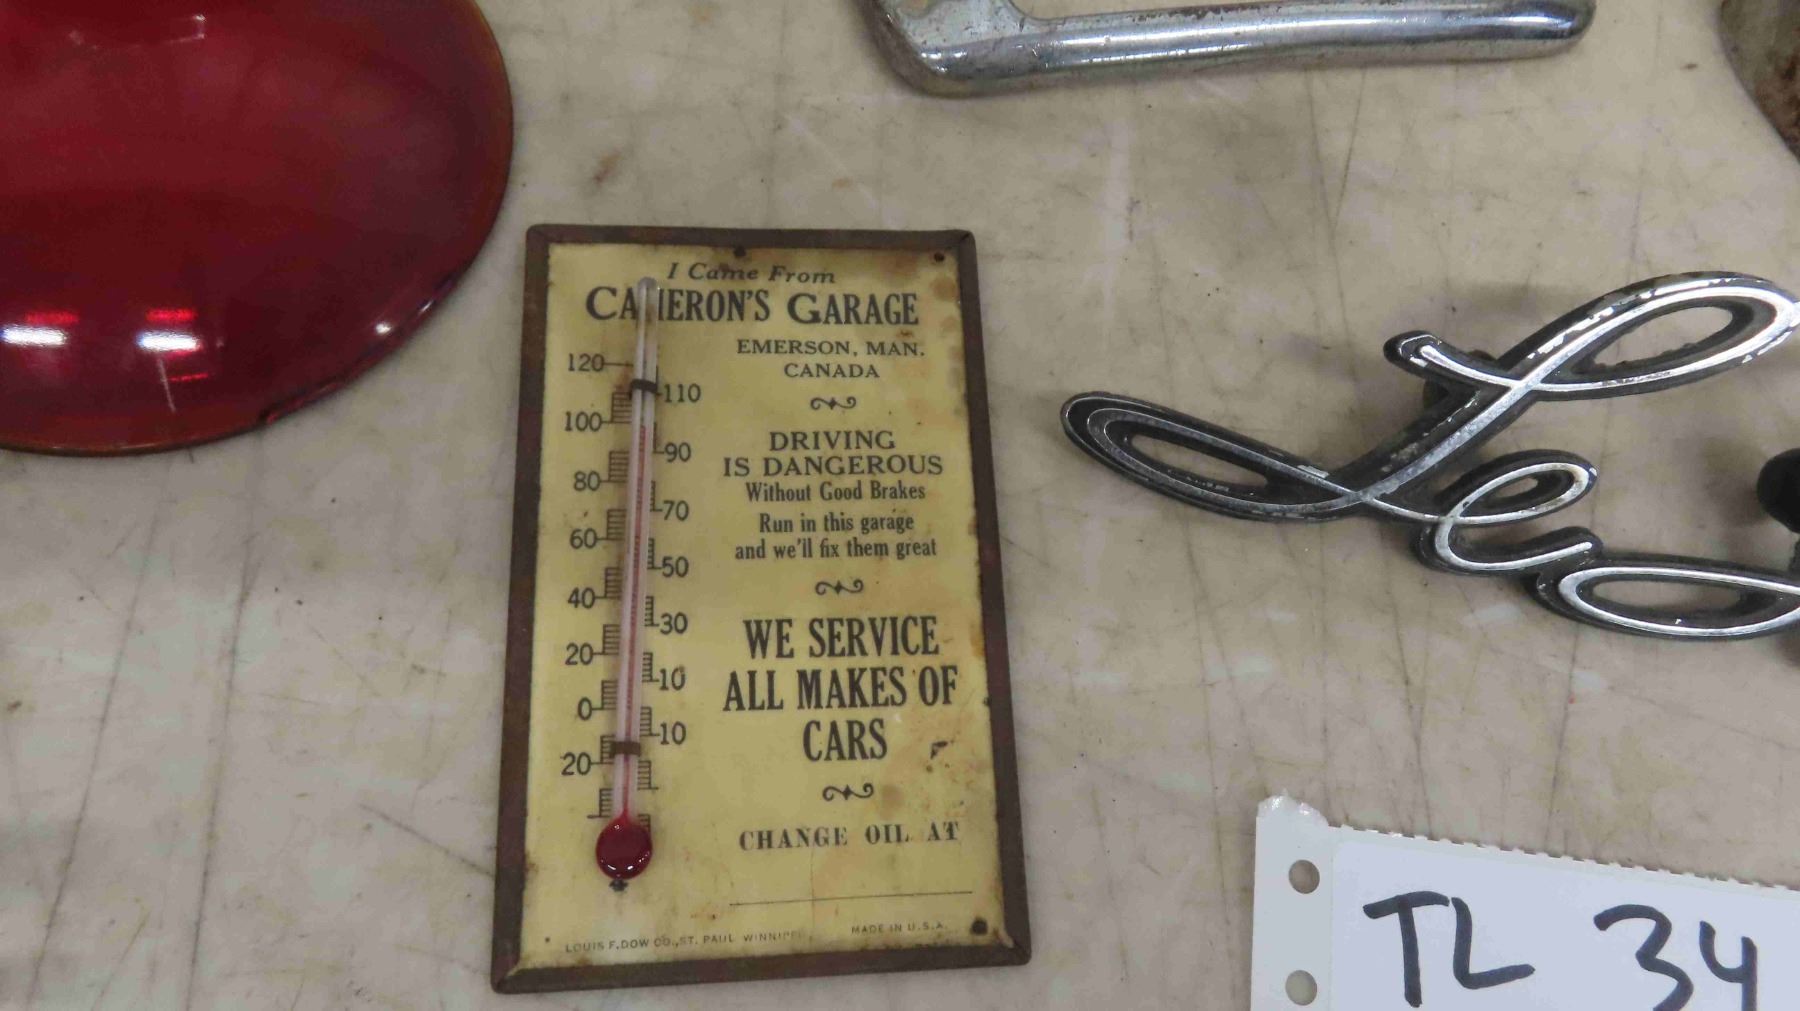 I Came From
CAMERON'S GARAGE
EMERSON, MAN.
CANADA
DRIVING
IS DANGEROUS
Without Good Brakes
Run in this garage
and we'll fix them great
WE SERVICE
ALL MAKES OF
CARS
CHANGE OIL AT
120
110
100
90
80
70
60
50
40
30
20
10
0
10
20
LOUIS F. DOW CO., ST. PAUL WINNIPEG
MADE IN U.S.A.
TL 34